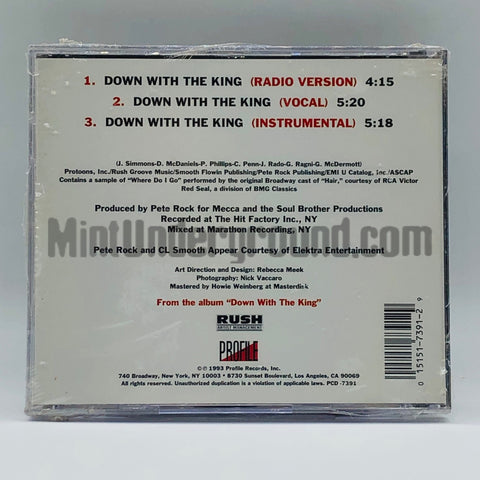 1. DOWN WITH THE KING (RADIO VERSION) 4:15
2. DOWN WITH THE KING (VOCAL) 5:20
3. DOWN WITH THE KING (INSTRUMENTAL) 5:18
(J. Simmons-D. McDaniels-P. Phillips-C. Penn-J. Rado-G. Ragni-G. McDermott)
Protoons, Inc./Rush Groove Music/Smooth Flowin Publishing/Pete Rock Publishing/EMI U Catalog, Inc./ASCAP
Contains a sample of "Where Do I Go" performed by the original Broadway cast of "Hair," courtesy of RCA Victor
Red Seal, a division of BMG Classics
Produced by Pete Rock for Mecca and the Soul Brother Productions
Recorded at The Hit Factory Inc., NY
Mixed at Marathon Recording, NY
MintUnderground.com
Pete Rock and CL Smooth Appear Courtesy of Elektra Entertainment
Art Direction and Design: Rebecca Meek
Photography: Nick Vaccaro
Mastered by Howie Weinberg at Masterdisk
From the album "Down With The King"
RUSH
ARTIST MANAGEMENT
PROFILE
©℗ 1993 Profile Records, Inc.
740 Broadway, New York, NY 10003 • 8730 Sunset Boulevard, Los Angeles, CA 90069
All rights reserved. Unauthorized duplication is a violation of applicable laws. PCD -7391
0 15151-7391-2 9